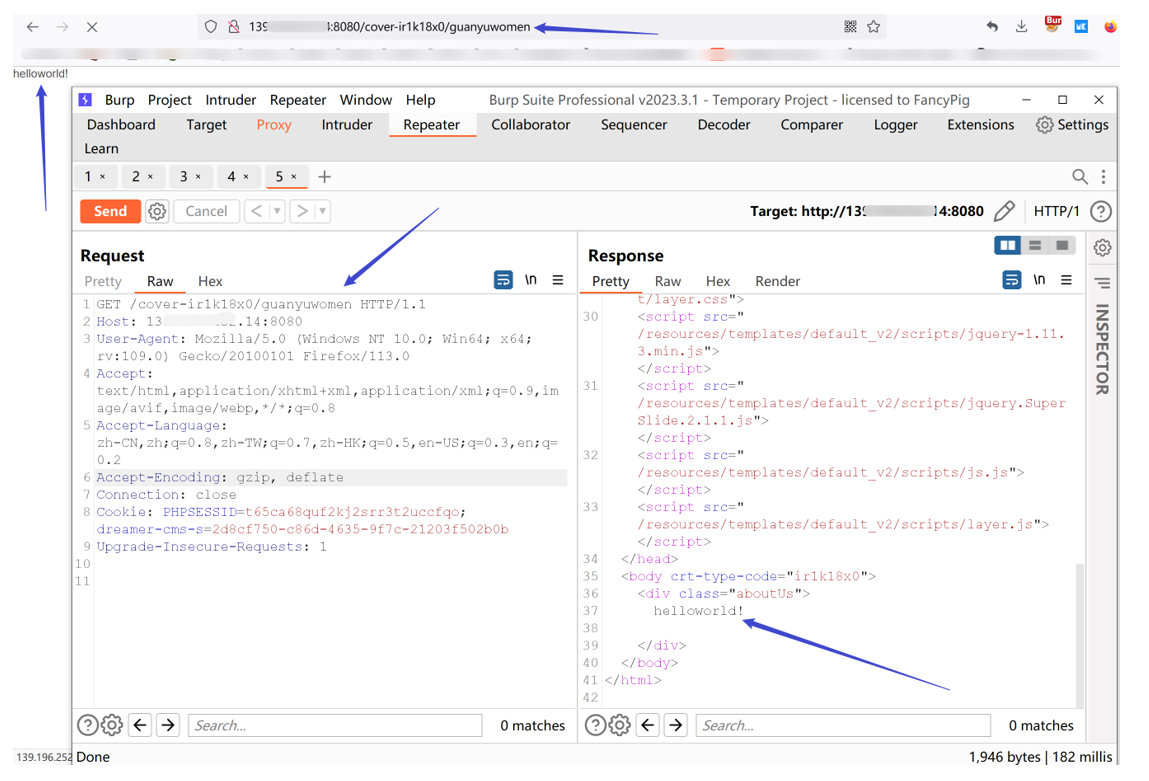 139 4:8080/cover-ir1k18x0/guanyuwomen
Bur
helloworld!
Burp Project Intruder Repeater Window Help Burp Suite Professional v2023.3.1 - Temporary Project - licensed to FancyPig
Dashboard Target Proxy Intruder Repeater Collaborator Sequencer Decoder Comparer Logger Extensions Settings
Learn
1 × 2 × 3 × 4 × 5 × +
Send Cancel < > Target: http://139 4:8080 HTTP/1 ?
Request
Pretty Raw Hex \n
1 GET /cover-ir1k18x0/guanyuwomen HTTP/1.1
2 Host: 13 2.14:8080
3 User-Agent: Mozilla/5.0 (Windows NT 10.0; Win64; x64;
rv:109.0) Gecko/20100101 Firefox/113.0
4 Accept:
text/html,application/xhtml+xml,application/xml;q=0.9,im
age/avif,image/webp,*/*;q=0.8
5 Accept-Language:
zh-CN,zh;q=0.8,zh-TW;q=0.7,zh-HK;q=0.5,en-US;q=0.3,en;q=
0.2
6 Accept-Encoding: gzip, deflate
7 Connection: close
8 Cookie: PHPSESSID=t65ca68quf2kj2srr3t2uccfqo;
dreamer-cms-s=2d8cf750-c86d-4635-9f7c-21203f502b0b
9 Upgrade-Insecure-Requests: 1
10
11
Response
Pretty Raw Hex Render \n
t/layer.css">
30 <script src="
/resources/templates/default_v2/scripts/jquery-1.11.
3.min.js">
</script>
31 <script src="
/resources/templates/default_v2/scripts/jquery.Super
Slide.2.1.1.js">
</script>
32 <script src="
/resources/templates/default_v2/scripts/js.js">
</script>
33 <script src="
/resources/templates/default_v2/scripts/layer.js">
</script>
34 </head>
35 <body crt-type-code="ir1k18x0">
36 <div class="aboutUs">
37 helloworld!
38
39 </div>
40 </body>
41 </html>
42
INSPECTOR
? Search... 0 matches
? Search... 0 matches
139.196.252
Done 1,946 bytes | 182 millis